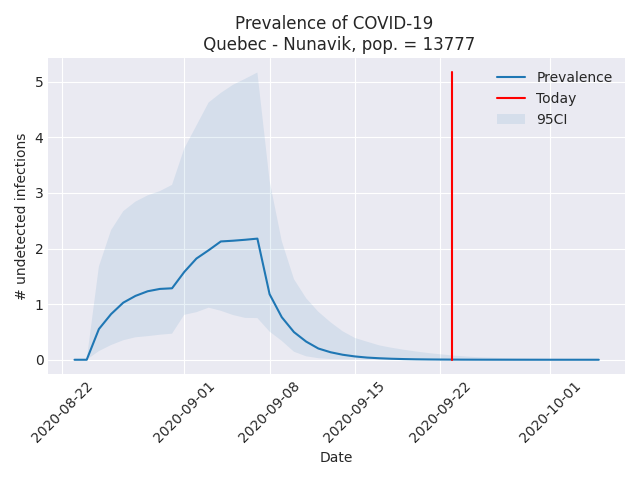 Prevalence of COVID-19
Quebec - Nunavik, pop. = 13777
Prevalence
Today
95CI
# undetected infections
5
4
3
2
1
0
2020-08-22
2020-09-01
2020-09-08
2020-09-15
2020-09-22
2020-10-01
Date